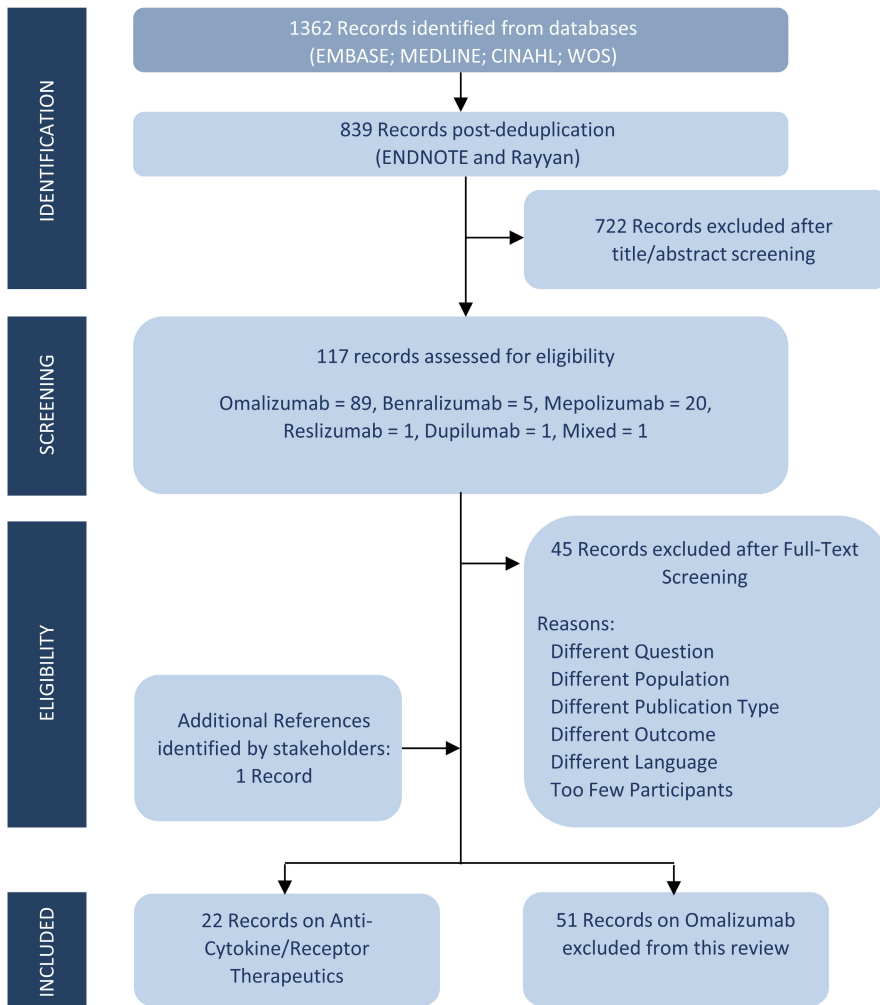 IDENTIFICATION
1362 Records identified from databases
(EMBASE; MEDLINE; CINAHL; WOS)
839 Records post-deduplication
(ENDNOTE and Rayyan)
722 Records excluded after
title/abstract screening
SCREENING
117 records assessed for eligibility
Omalizumab = 89, Benralizumab = 5, Mepolizumab = 20,
Reslizumab = 1, Dupilumab = 1, Mixed = 1
ELIGIBILITY
45 Records excluded after Full-Text
Screening
Reasons:
Different Question
Different Population
Different Publication Type
Different Outcome
Different Language
Too Few Participants
Additional References
identified by stakeholders:
1 Record
INCLUDED
22 Records on Anti-
Cytokine/Receptor
Therapeutics
51 Records on Omalizumab
excluded from this review